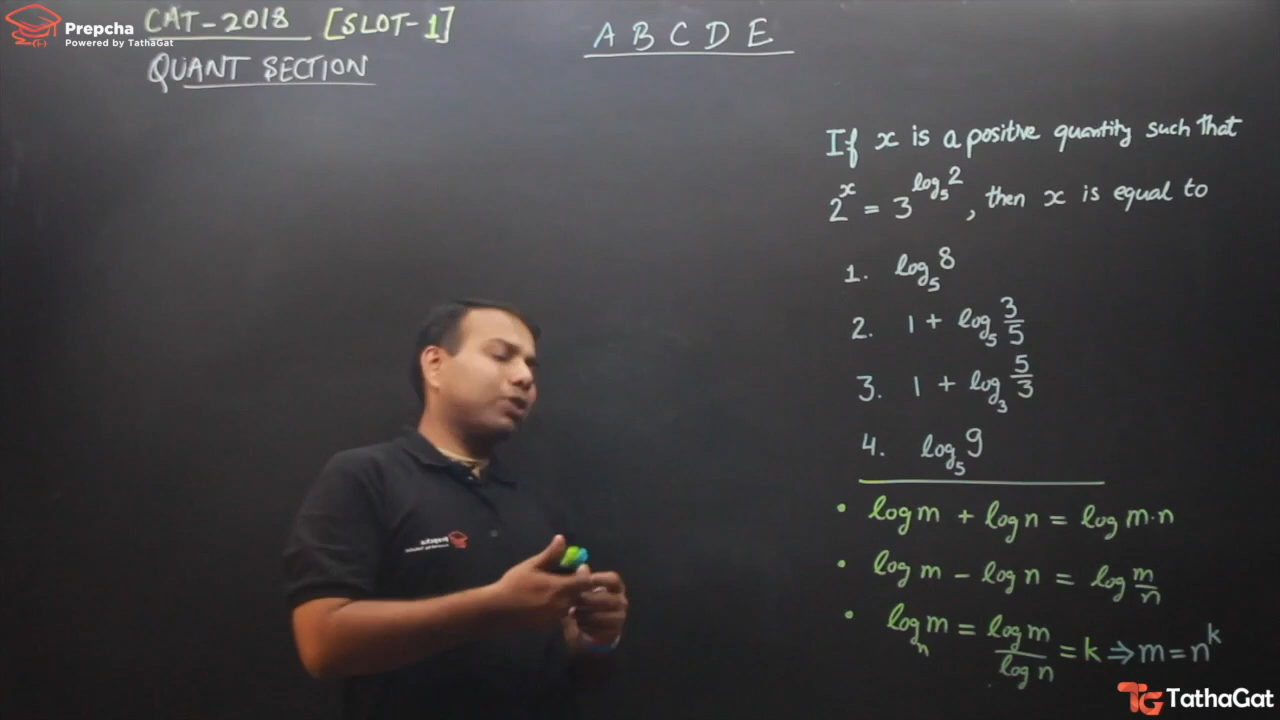 Prepcha
Powered by TathaGat
CAT-2018 [SLOT-1]
QUANT SECTION
A B C D E
If x is a positive quantity such that
2^x = 3^{log_5 2}, then x is equal to
1. log_5 8
2. 1 + log_5 3/5
3. 1 + log_3 5/3
4. log_5 9
• log m + log n = log m·n
• log m − log n = log m/n
• log_n m = log m / log n = k ⇒ m = n^k
TG TathaGat